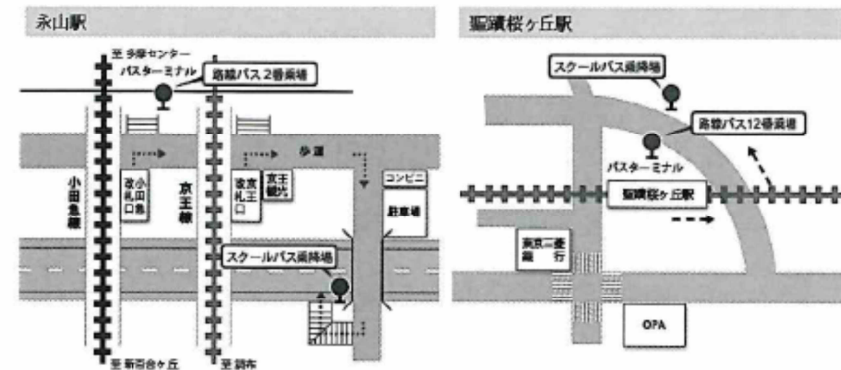 永山駅
至 多摩センター
バスターミナル
路線バス 2番乗場
歩道
小田急線
小田急
改札口
京王線
京王
改札口
京王
観光
コンビニ
駐車場
スクールバス乗降場
至 新百合ヶ丘
至 調布
聖蹟桜ヶ丘駅
スクールバス乗降場
路線バス12番乗場
バスターミナル
聖蹟桜ヶ丘駅
東京三菱
銀行
OPA